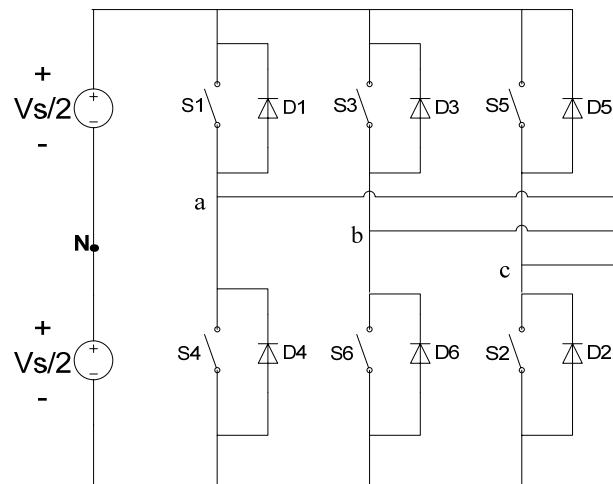 +
Vs/2
-
+
-
S1
D1
S3
D3
S5
D5
a
b
c
N
+
Vs/2
-
+
-
S4
D4
S6
D6
S2
D2